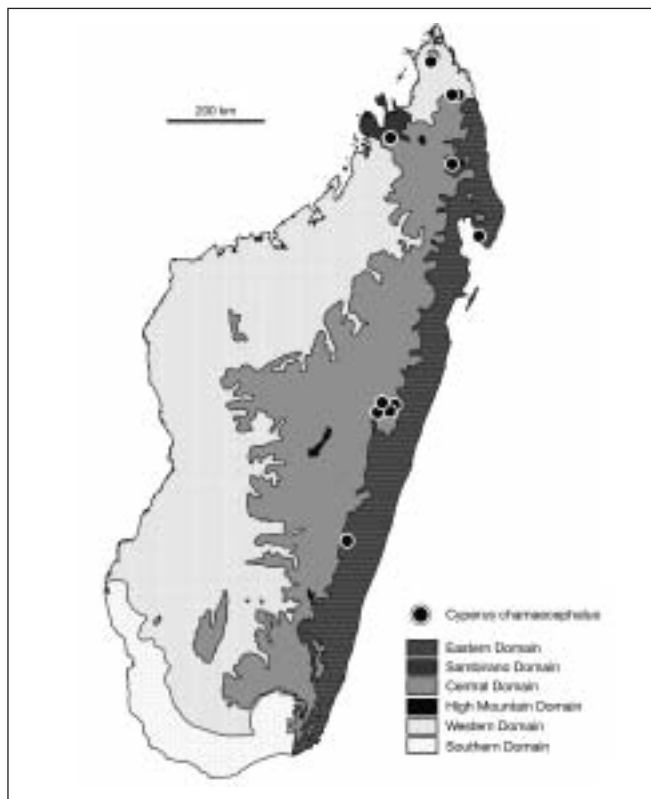 200 km
Cyperus chamaecephalus
Eastern Domain
Sambirano Domain
Central Domain
High Mountain Domain
Western Domain
Southern Domain